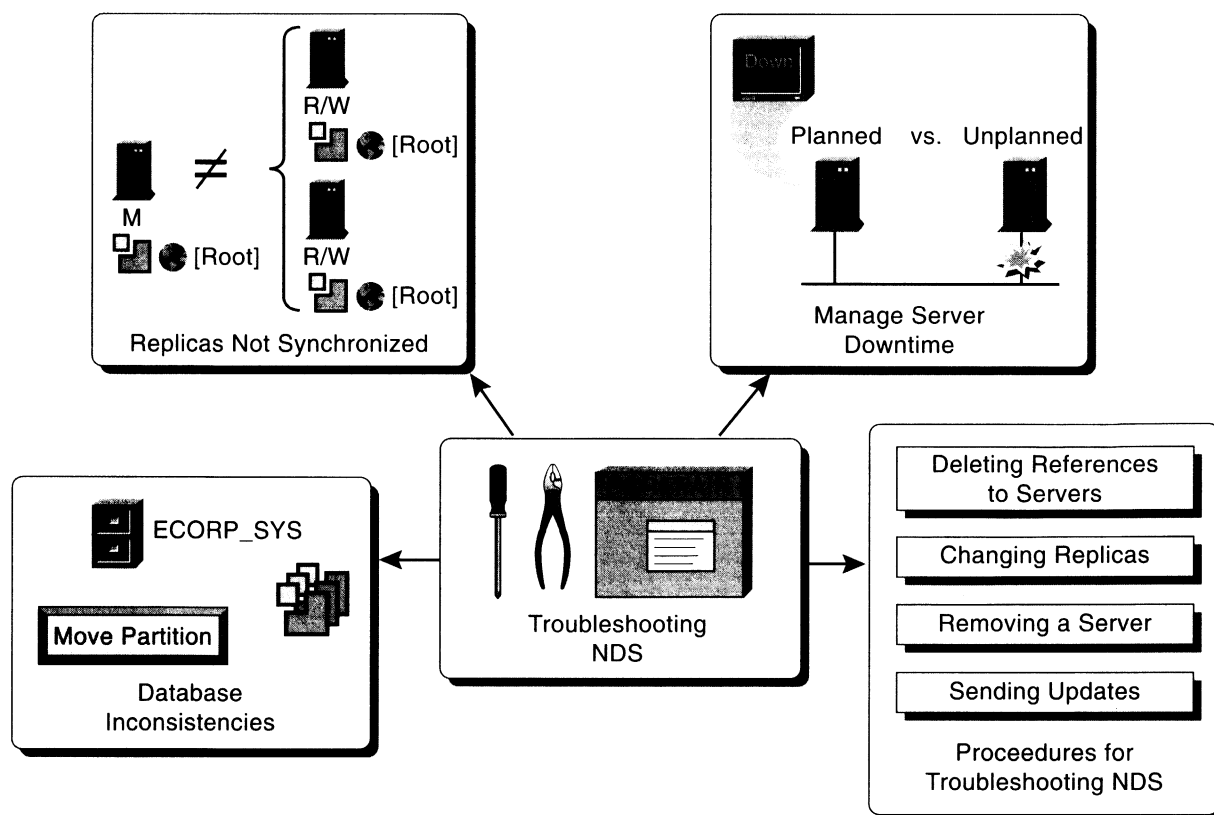 R/W
[Root]
M
[Root]
R/W
[Root]
Replicas Not Synchronized
Down
Planned vs. Unplanned
Manage Server
Downtime
ECORP_SYS
Move Partition
Database
Inconsistencies
Troubleshooting
NDS
Deleting References
to Servers
Changing Replicas
Removing a Server
Sending Updates
Proceedures for
Troubleshooting NDS